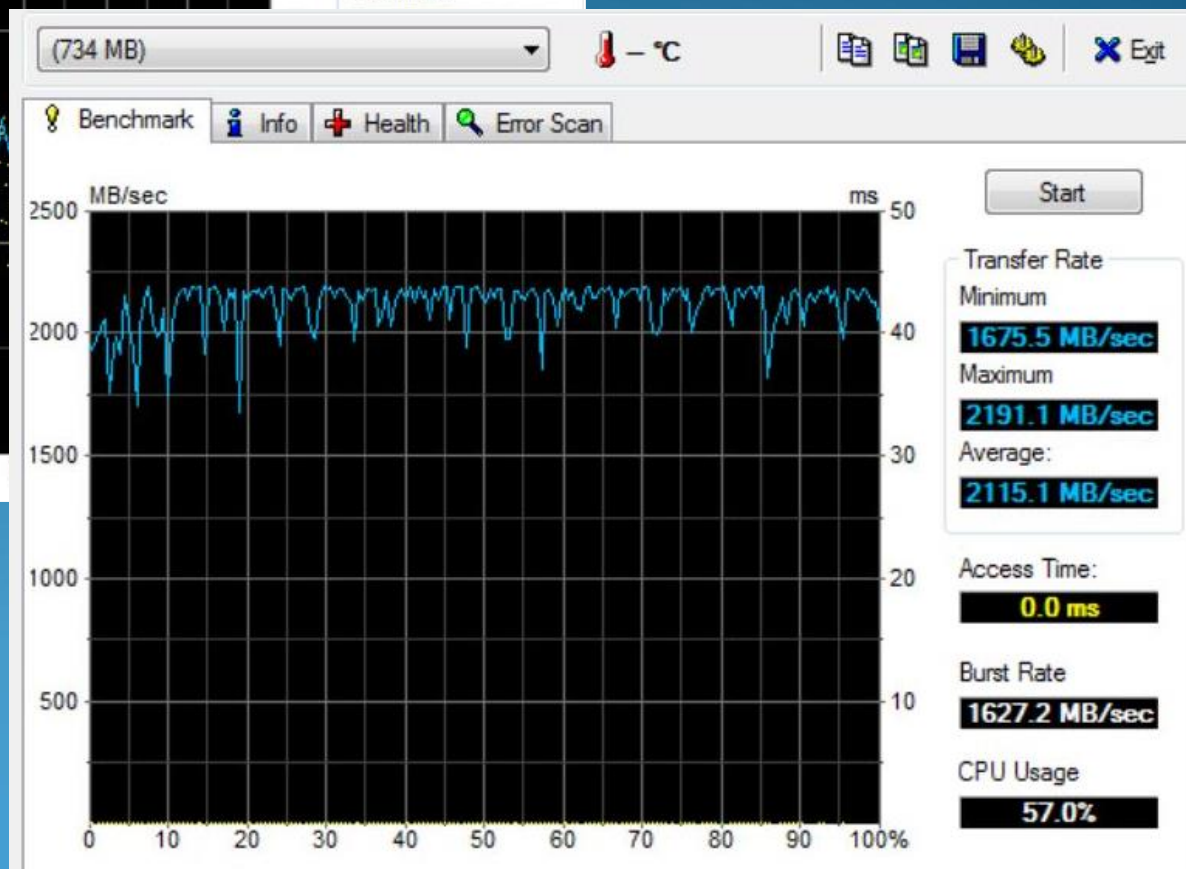 (734 MB)
– °C
Exit
Benchmark
Info
Health
Error Scan
MB/sec
ms
2500
2000
1500
1000
500
50
40
30
20
10
0 10 20 30 40 50 60 70 80 90 100%
Start
Transfer Rate
Minimum
1675.5 MB/sec
Maximum
2191.1 MB/sec
Average:
2115.1 MB/sec
Access Time:
0.0 ms
Burst Rate
1627.2 MB/sec
CPU Usage
57.0%